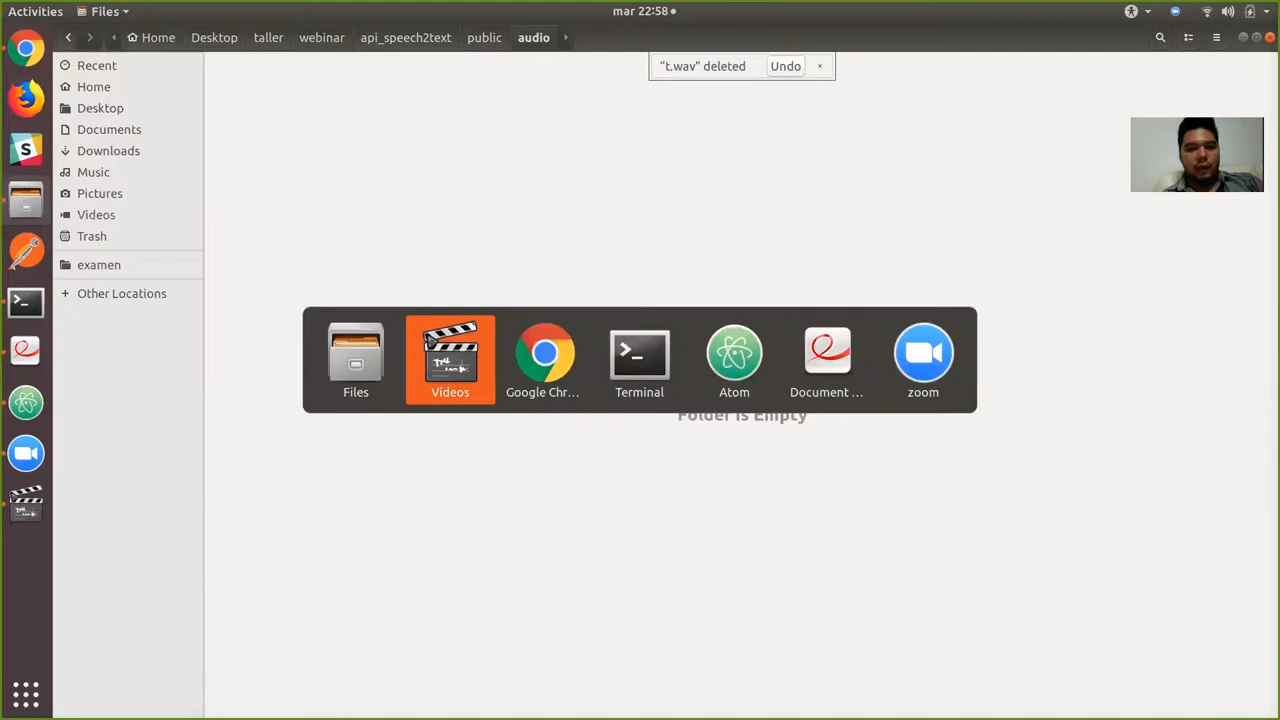 Activities
Files
mar 22:58
Home
Desktop
taller
webinar
api_speech2text
public
audio
"t.wav" deleted
Undo
Recent
Home
Desktop
Documents
Downloads
Music
Pictures
Videos
Trash
examen
Other Locations
Files
Videos
Google Chr...
Terminal
Atom
Document ...
zoom
Folder is Empty